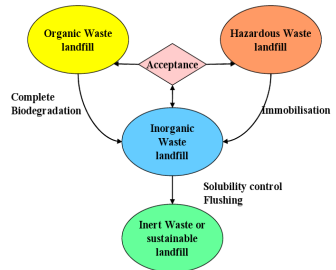 Organic Waste
landfill
Hazardous Waste
landfill
Acceptance
Complete
Biodegradation
Immobilisation
Inorganic
Waste
landfill
Solubility control
Flushing
Inert Waste or
sustainable
landfill